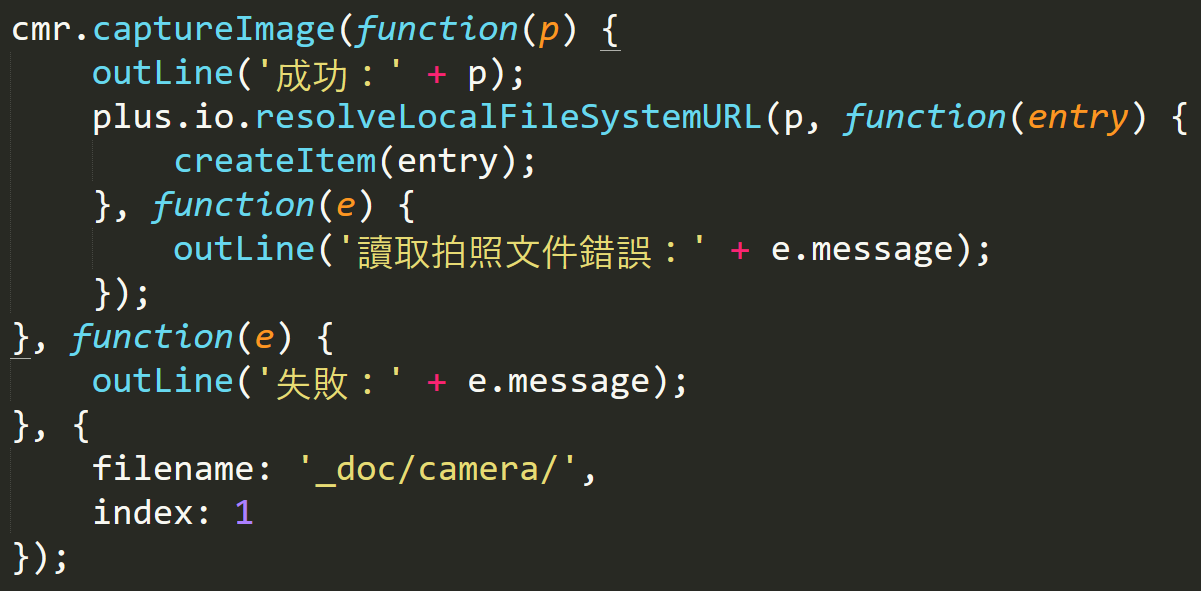 cmr.captureImage(function(p) {
    outLine('成功：' + p);
    plus.io.resolveLocalFileSystemURL(p, function(entry) {
        createItem(entry);
    }, function(e) {
        outLine('讀取拍照文件錯誤：' + e.message);
    });
}, function(e) {
    outLine('失敗：' + e.message);
}, {
    filename: '_doc/camera/',
    index: 1
});